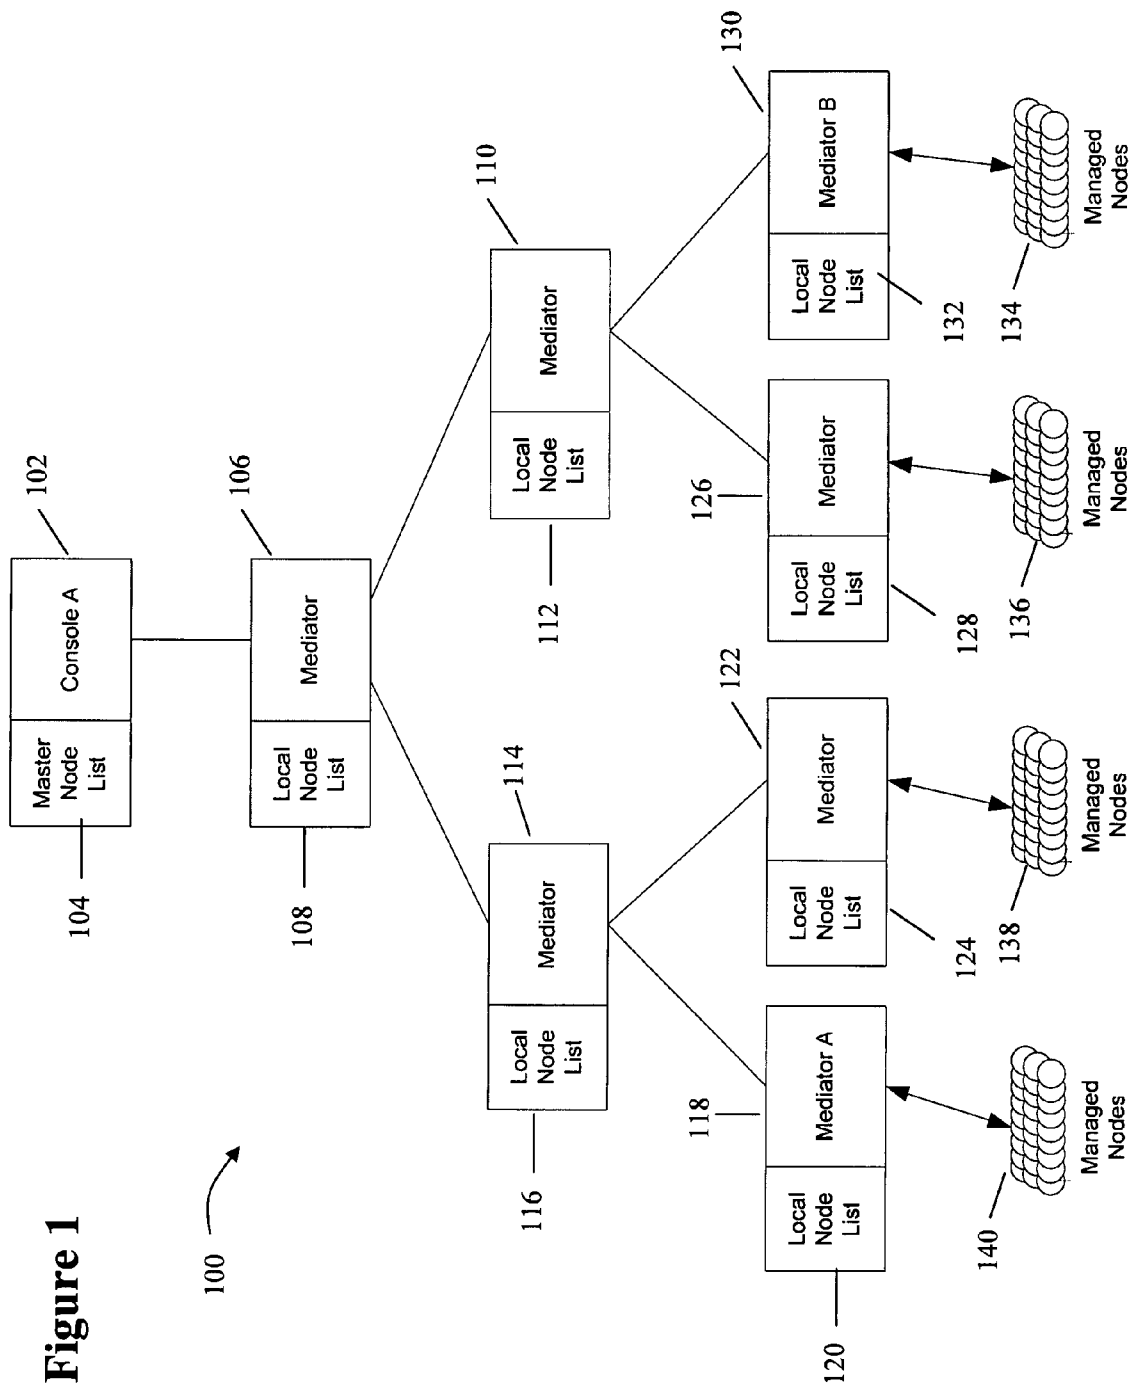 Figure 1
100
Master
Node
List
Console A
102
104
Local
Node
List
Mediator
106
108
Local
Node
List
Mediator
114
116
Local
Node
List
Mediator
110
112
Local
Node
List
Mediator A
118
120
Local
Node
List
Mediator
122
124
Local
Node
List
Mediator
126
128
Local
Node
List
Mediator B
130
132
140
Managed
Nodes
138
Managed
Nodes
136
Managed
Nodes
134
Managed
Nodes